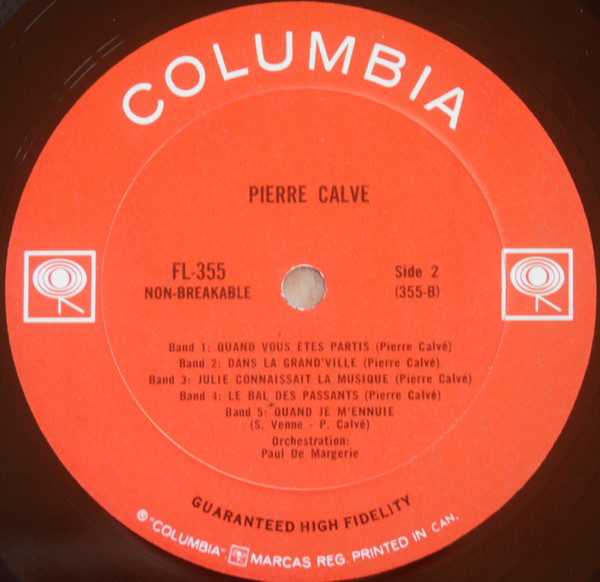 COLUMBIA
PIERRE CALVE
FL-355
NON-BREAKABLE
Side 2
(355-B)
Band 1: QUAND VOUS ETES PARTIS (Pierre Calvé)
Band 2: DANS LA GRAND'VILLE (Pierre Calvé)
Band 3: JULIE CONNAISSAIT LA MUSIQUE (Pierre Calvé)
Band 4: LE BAL DES PASSANTS (Pierre Calvé)
Band 5: QUAND JE M'ENNUIE
(S. Venne - P. Calvé)
Orchestration:
Paul De Margerie
GUARANTEED HIGH FIDELITY
®"COLUMBIA" MARCAS REG. PRINTED IN CAN.